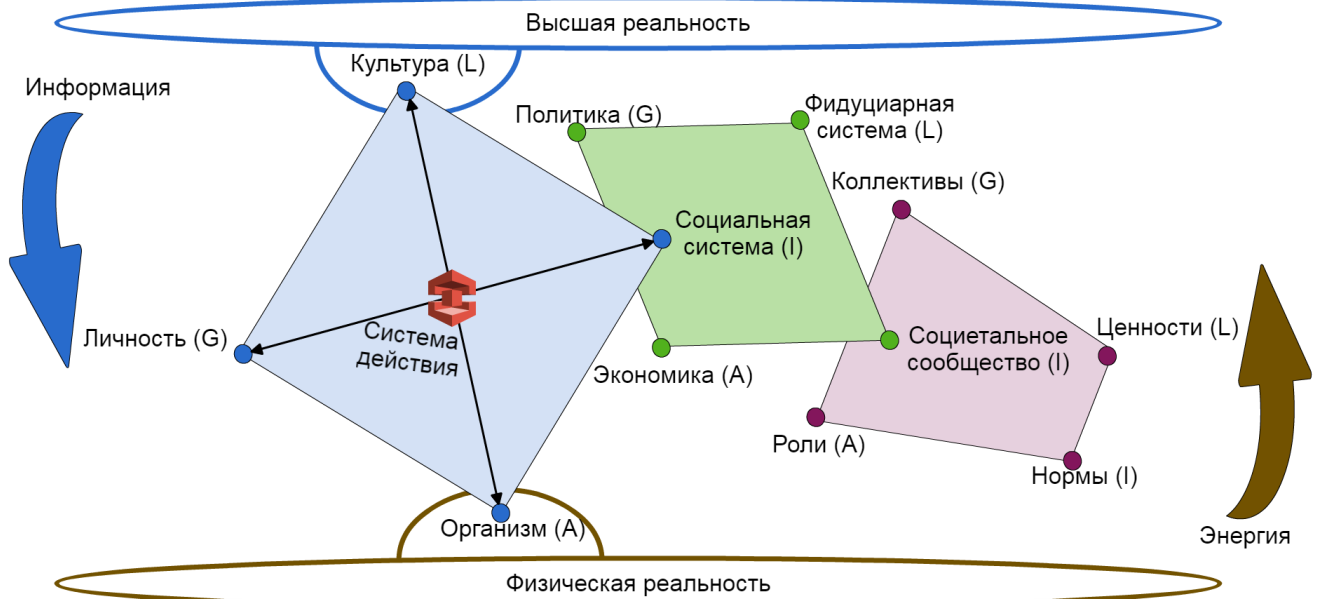 Высшая реальность
Культура (L)
Информация
Политика (G)
Фидуциарная
система (L)
Коллективы (G)
Социальная
система (I)
Личность (G)
Система
действия
Экономика (A)
Социетальное
сообщество (I)
Ценности (L)
Роли (A)
Нормы (I)
Организм (A)
Энергия
Физическая реальность